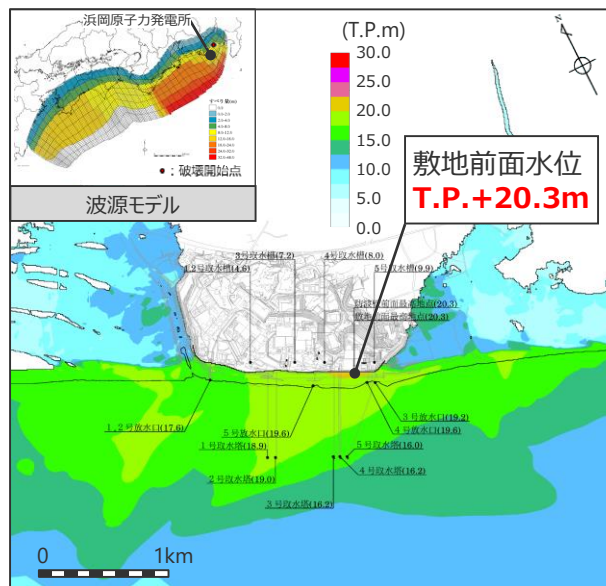 浜岡原子力発電所
すべり量(m)
●：破壊開始点
波源モデル
(T.P.m)
30.0
25.0
20.0
15.0
10.0
5.0
0.0
敷地前面水位
T.P.+20.3m
3号取水槽(7.2)
4号取水槽(8.0)
1,2号取水槽(4.6)
5号取水槽(9.9)
防波壁前面最高地点(20.3)
敷地前面最高地点(20.3)
1,2号放水口(17.6)
5号放水口(19.6)
3号放水口(19.2)
4号放水口(19.6)
1号取水塔(18.9)
5号取水塔(16.0)
2号取水塔(19.0)
4号取水塔(16.2)
3号取水塔(16.2)
0 1km